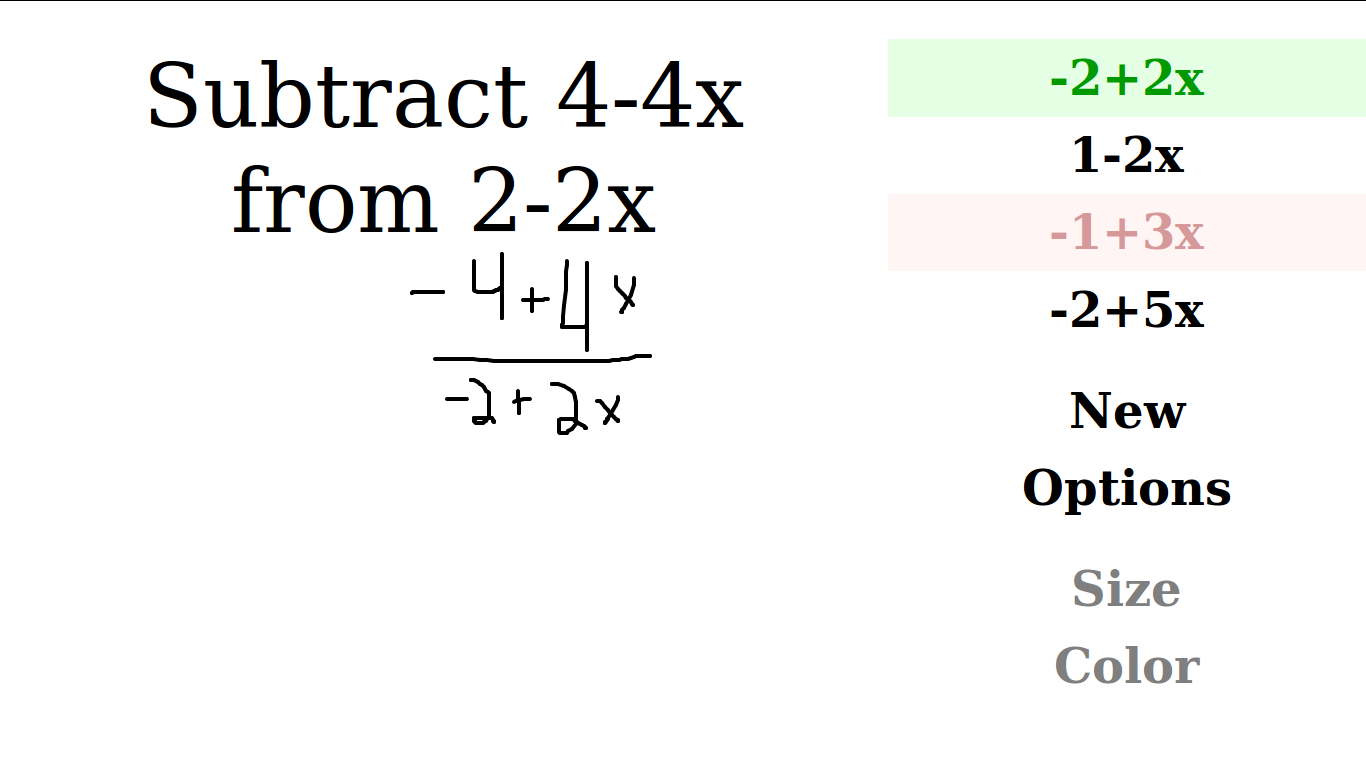 Subtract 4-4x
from 2-2x
- 4+4x
-2+2x
-2+2x
1-2x
-1+3x
-2+5x
New
Options
Size
Color